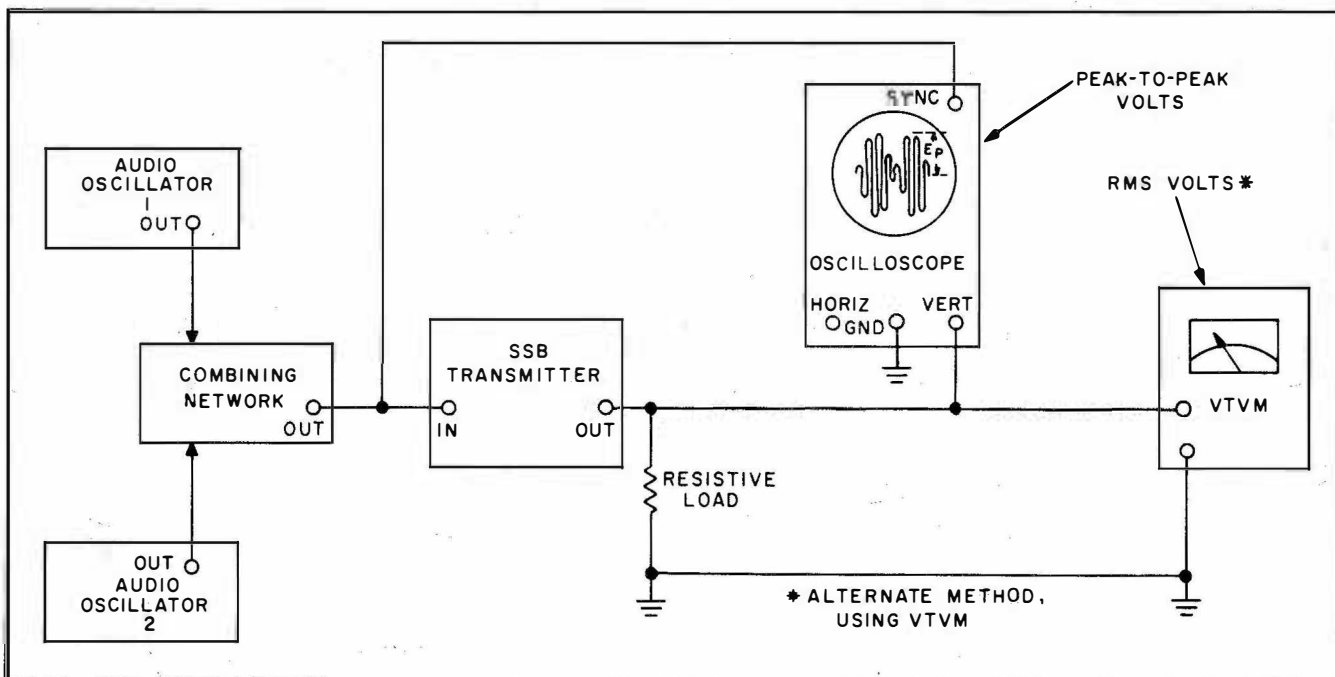 AUDIO
OSCILLATOR
1
OUT
COMBINING
NETWORK
OUT
OUT
AUDIO
OSCILLATOR
2
SSB
TRANSMITTER
IN
OUT
RESISTIVE
LOAD
SYNC
Ep
OSCILLOSCOPE
HORIZ
GND
VERT
PEAK-TO-PEAK
VOLTS
RMS VOLTS*
VTVM
* ALTERNATE METHOD,
USING VTVM